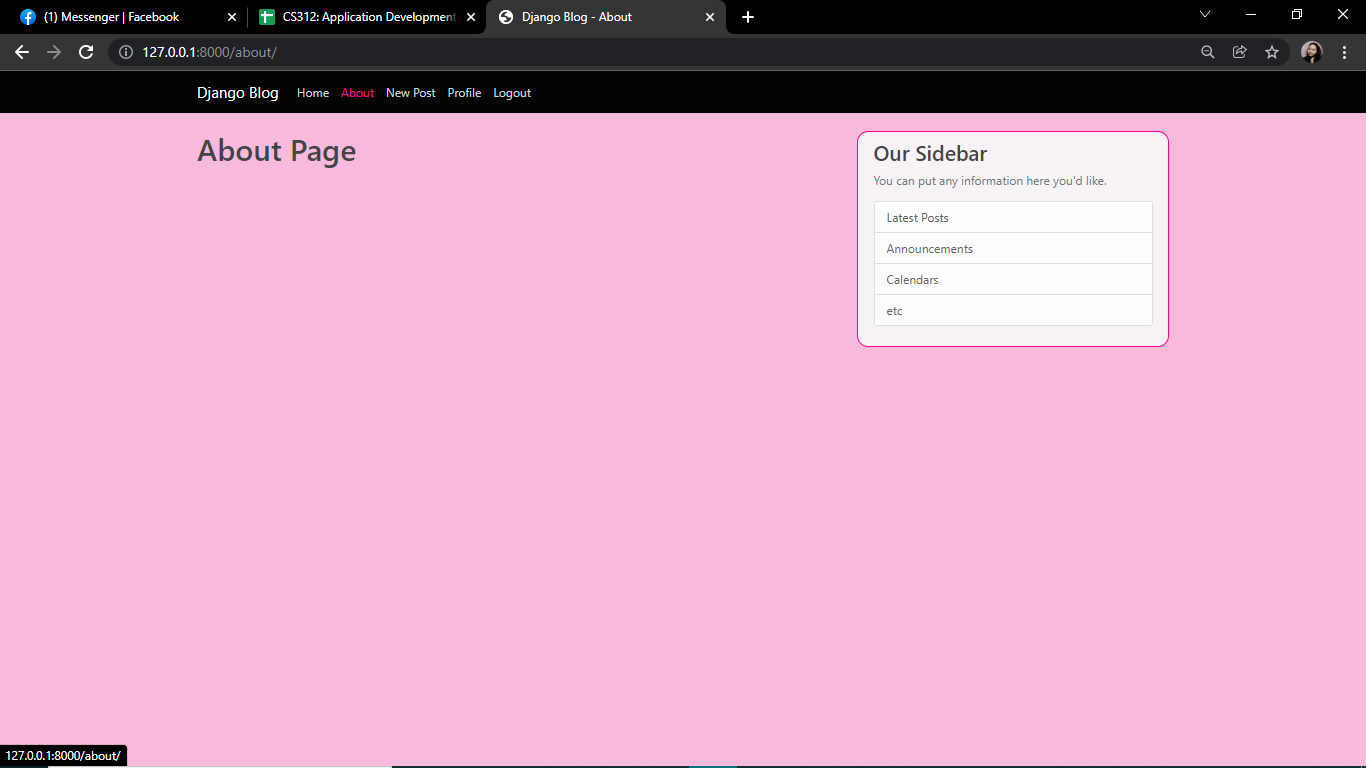 (1) Messenger | Facebook
CS312: Application Development
Django Blog - About
127.0.0.1:8000/about/
Django Blog Home About New Post Profile Logout
About Page
Our Sidebar
You can put any information here you'd like.
Latest Posts
Announcements
Calendars
etc
127.0.0.1:8000/about/